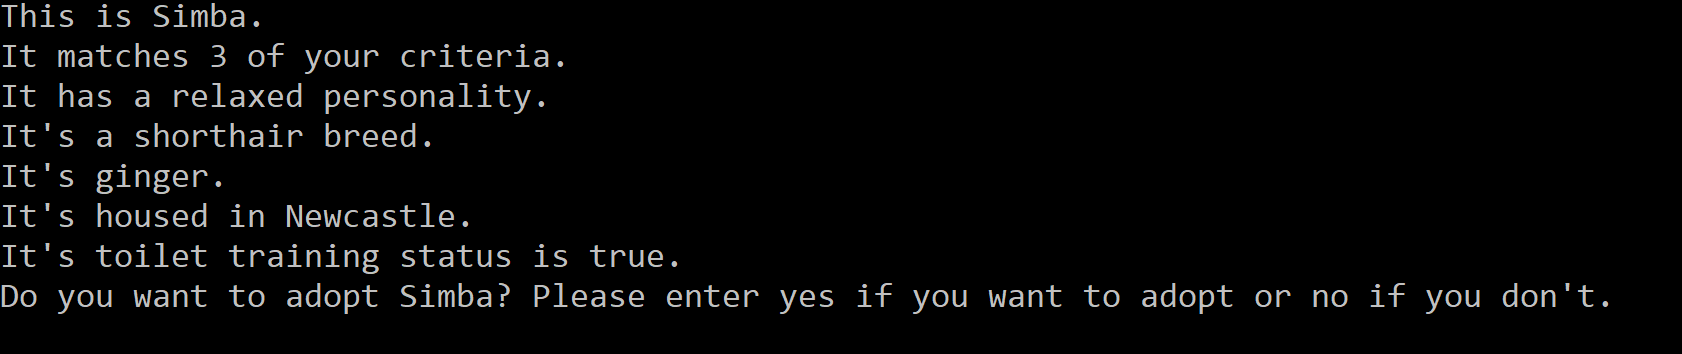 This is Simba.
It matches 3 of your criteria.
It has a relaxed personality.
It's a shorthair breed.
It's ginger.
It's housed in Newcastle.
It's toilet training status is true.
Do you want to adopt Simba? Please enter yes if you want to adopt or no if you don't.